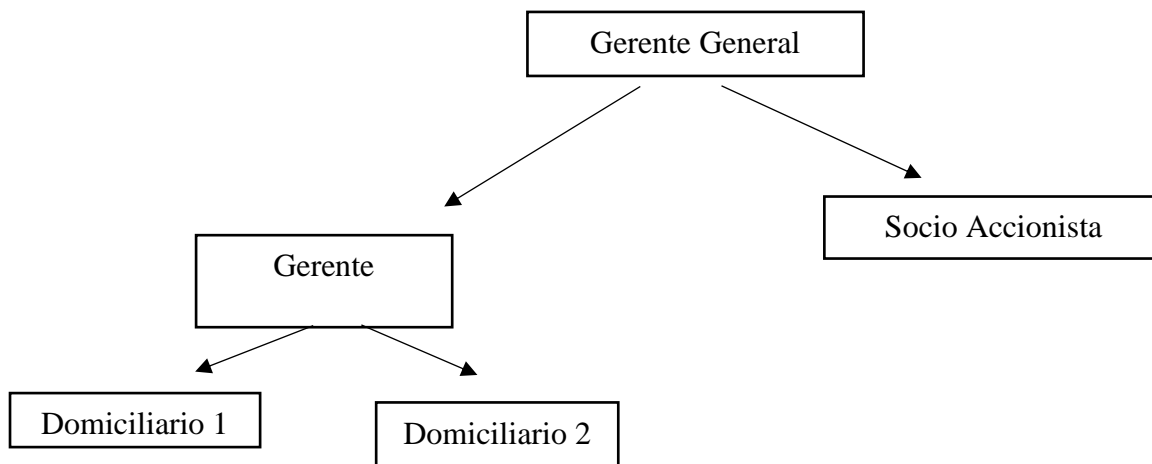 Gerente General
Socio Accionista
Gerente
Domiciliario 1
Domiciliario 2